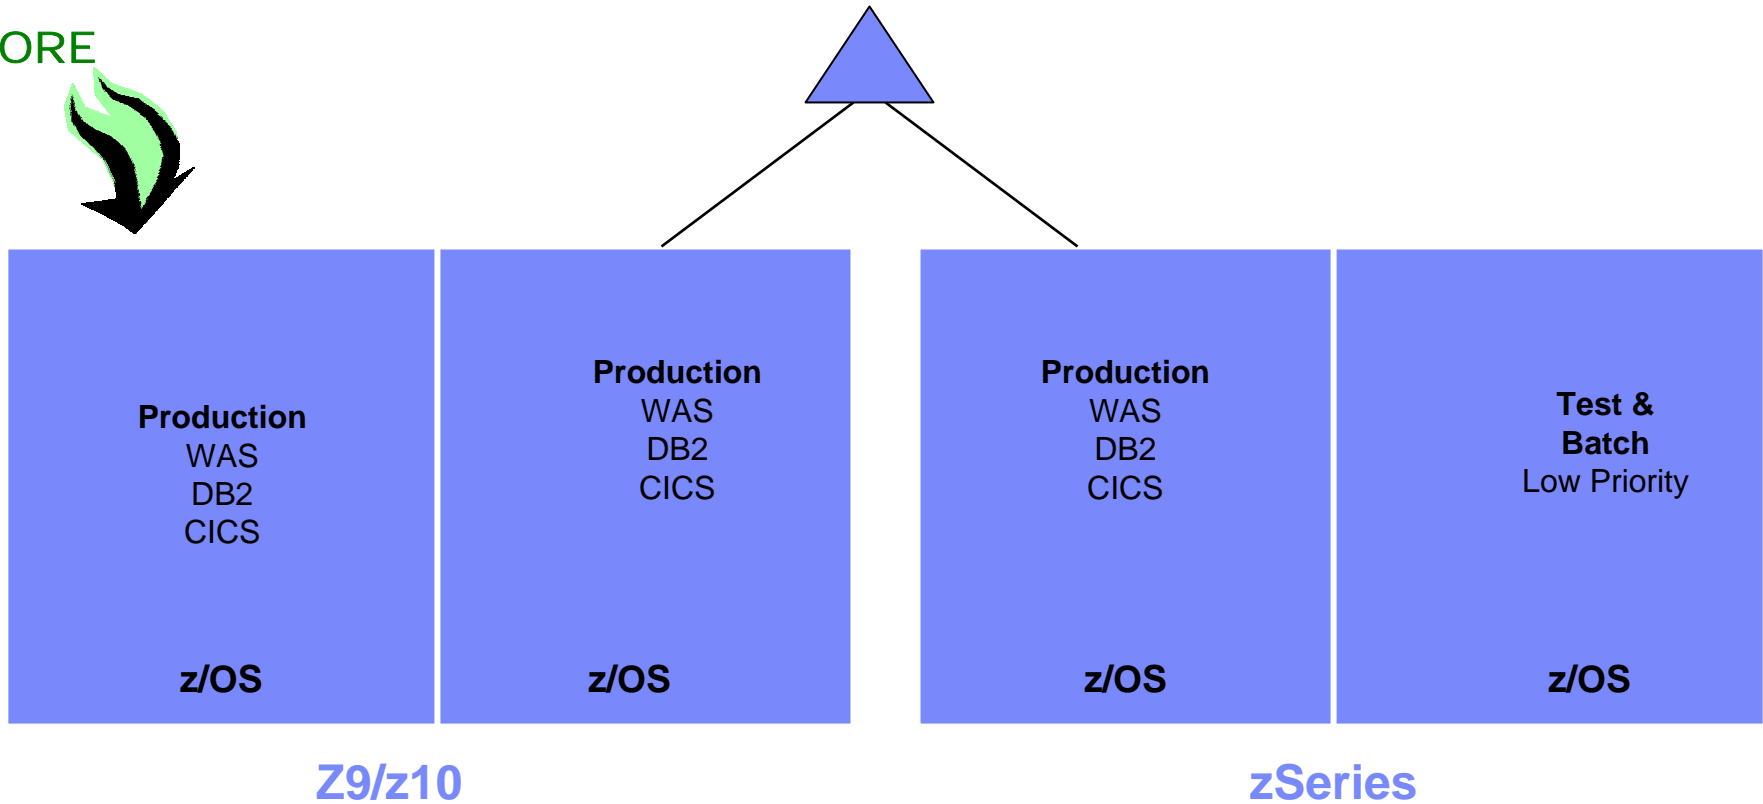 ORE
Production
WAS
DB2
CICS
z/OS
Production
WAS
DB2
CICS
z/OS
Production
WAS
DB2
CICS
z/OS
Test &
Batch
Low Priority
z/OS
Z9/z10
zSeries